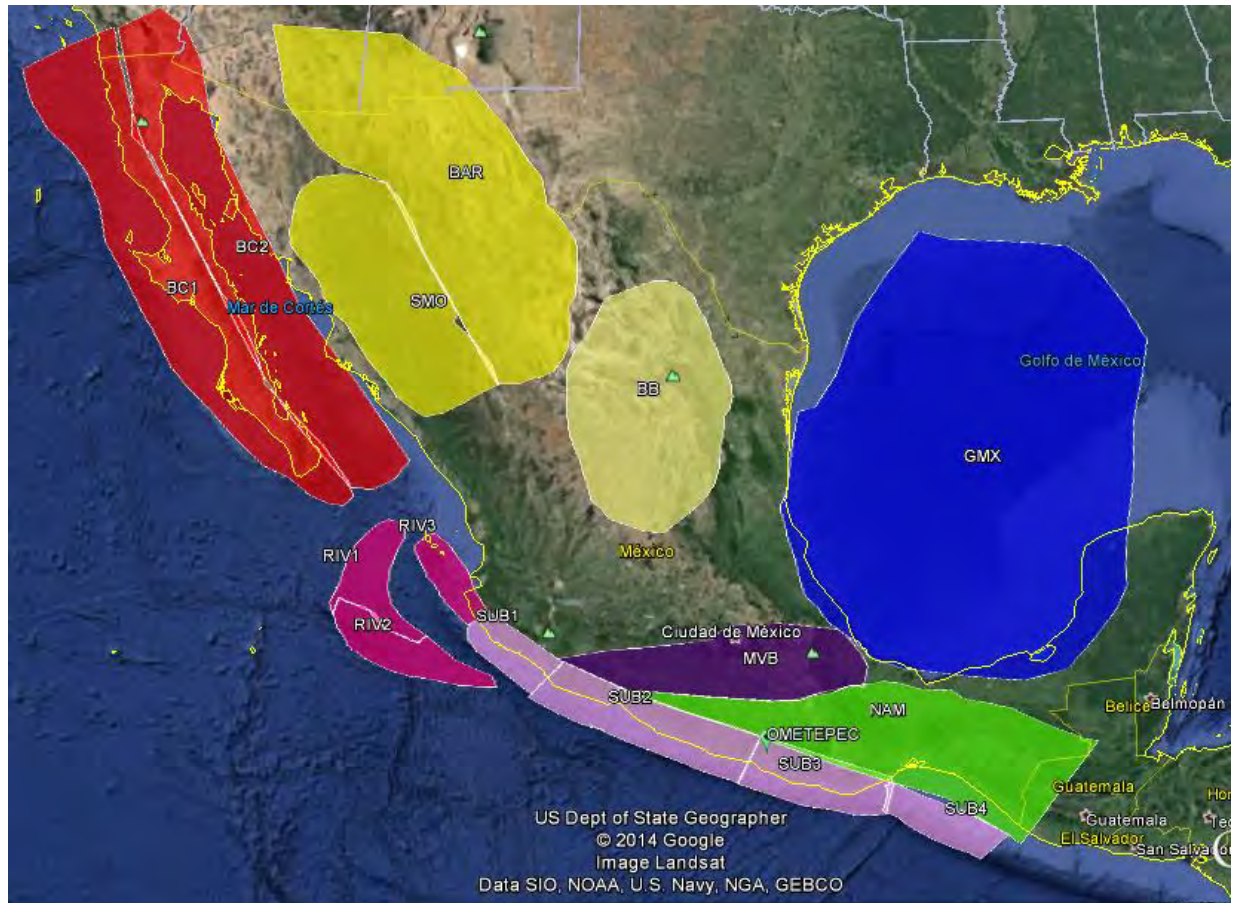 BAR
BC2
BC1
Mar de Cortés
SMO
BB
Golfo de México
GMX
RIV3
RIV1
México
RIV2
SUB1
Ciudad de México
MVB
SUB2
NAM
Belice
Belmopán
OMETEPEC
SUB3
SUB4
Guatemala
Guatemala
El Salvador
San Salvador
US Dept of State Geographer
© 2014 Google
Image Landsat
Data SIO, NOAA, U.S. Navy, NGA, GEBCO